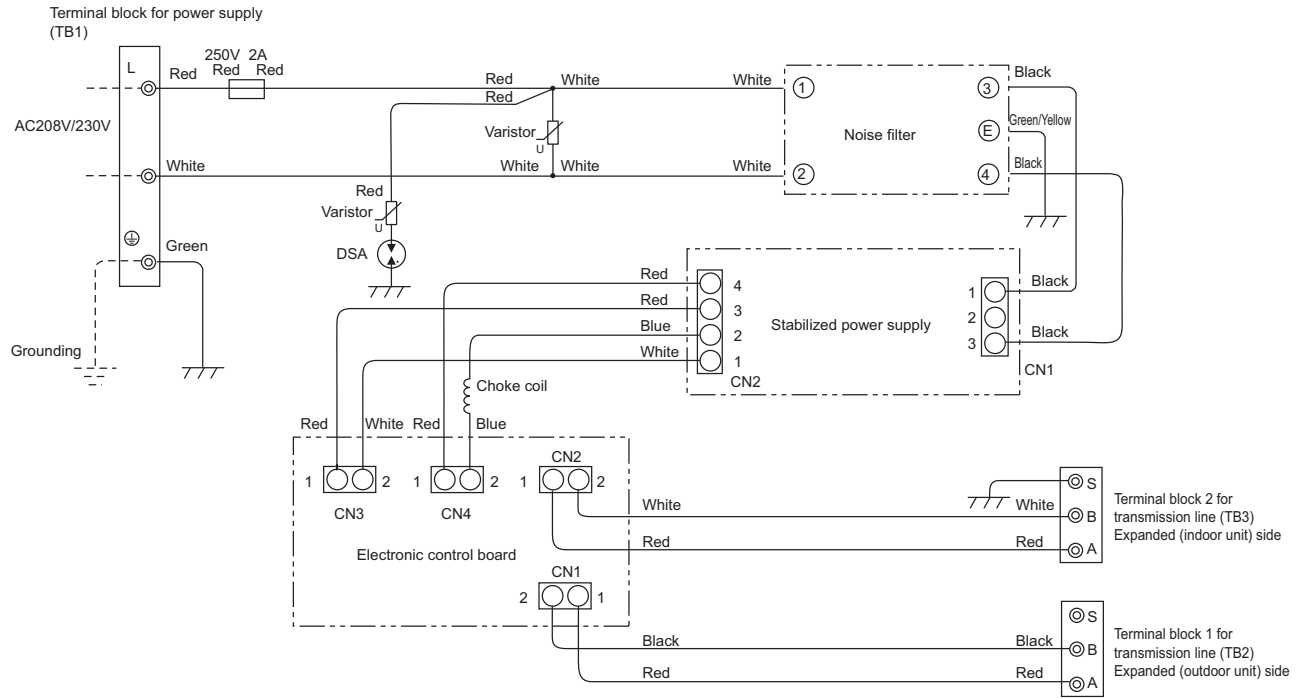 Terminal block for power supply
(TB1)
L
250V 2A
Red
Red
Red
Red
White
White
Black
1
3
Red
AC208V/230V
Varistor
U
Noise filter
E
Green/Yellow
White
White
White
White
2
4
Black
Red
Varistor
U
Green
DSA
Red
4
Black
1
Red
3
Stabilized power supply
2
Blue
2
Black
3
White
1
CN2
CN1
Grounding
Choke coil
Red
White
Red
Blue
CN2
1
2
1
2
1
2
CN3
CN4
S
White
White
B
Terminal block 2 for
transmission line (TB3)
Expanded (indoor unit) side
Red
Red
A
Electronic control board
CN1
2
1
S
Black
Black
B
Terminal block 1 for
transmission line (TB2)
Expanded (outdoor unit) side
Red
Red
A